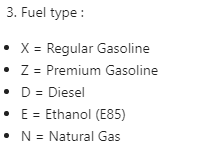 3. Fuel type :
• X = Regular Gasoline
• Z = Premium Gasoline
• D = Diesel
• E = Ethanol (E85)
• N = Natural Gas